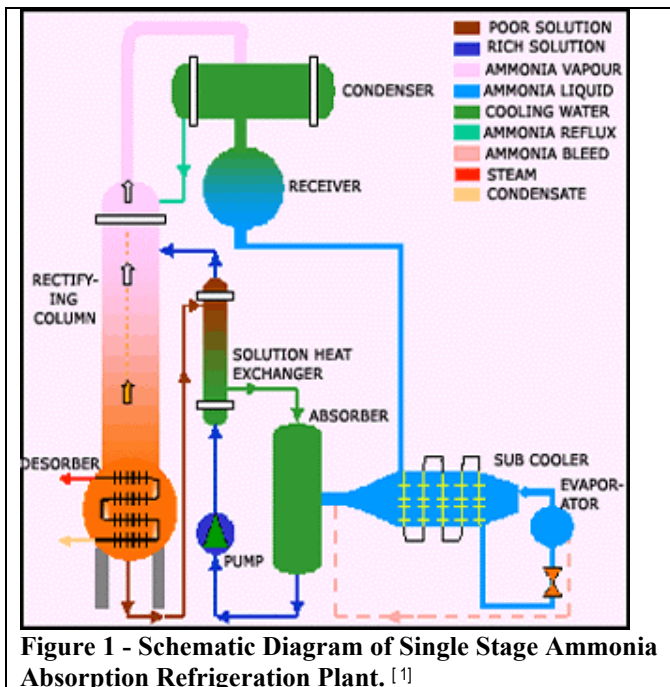 POOR SOLUTION
RICH SOLUTION
AMMONIA VAPOUR
AMMONIA LIQUID
COOLING WATER
AMMONIA REFLUX
AMMONIA BLEED
STEAM
CONDENSATE
CONDENSER
RECEIVER
RECTIFY-
ING
COLUMN
SOLUTION HEAT
EXCHANGER
ABSORBER
DESORBER
SUB COOLER
EVAPOR-
ATOR
PUMP
Figure 1 - Schematic Diagram of Single Stage Ammonia
Absorption Refrigeration Plant. [1]